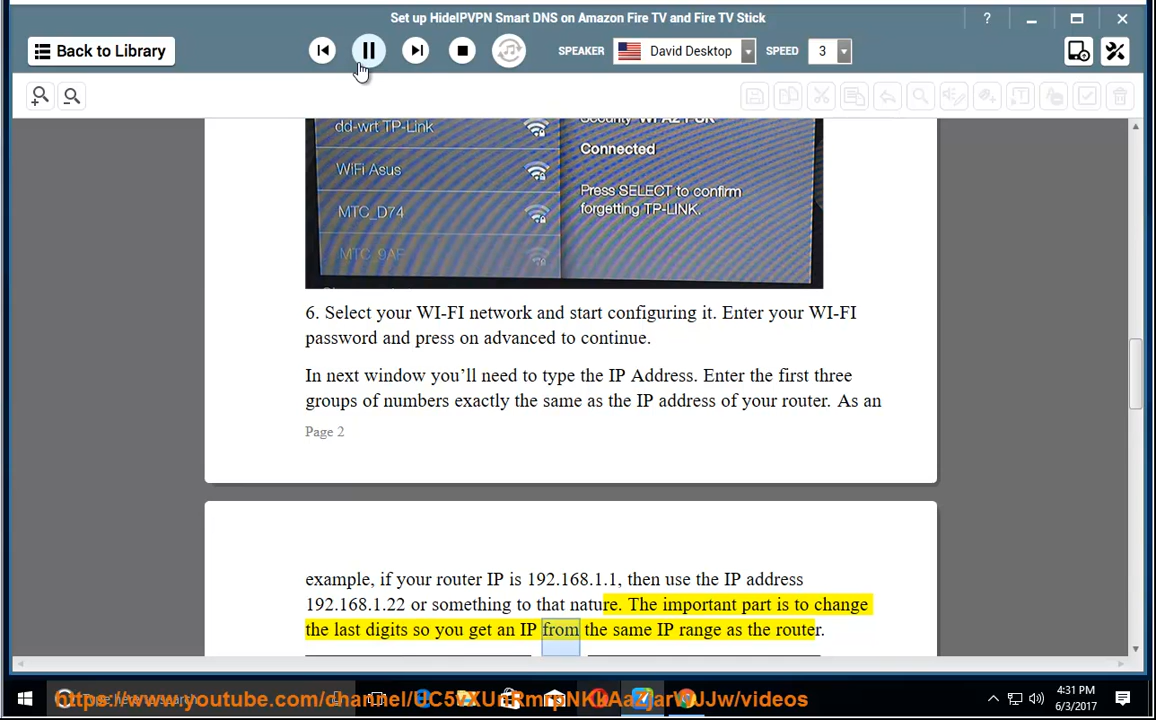 Set up HideIPVPN Smart DNS on Amazon Fire TV and Fire TV Stick
?
Back to Library
SPEAKER
David Desktop
SPEED
3
dd-wrt TP-Link
WiFi Asus
MTC_D74
MTC_9AF
Security WPA2 PSK
Connected
Press SELECT to confirm
forgetting TP-LINK.
6. Select your WI-FI network and start configuring it. Enter your WI-FI
password and press on advanced to continue.
In next window you’ll need to type the IP Address. Enter the first three
groups of numbers exactly the same as the IP address of your router. As an
Page 2
example, if your router IP is 192.168.1.1, then use the IP address
192.168.1.22 or something to that nature. The important part is to change
the last digits so you get an IP from the same IP range as the router.
4:31 PM
6/3/2017